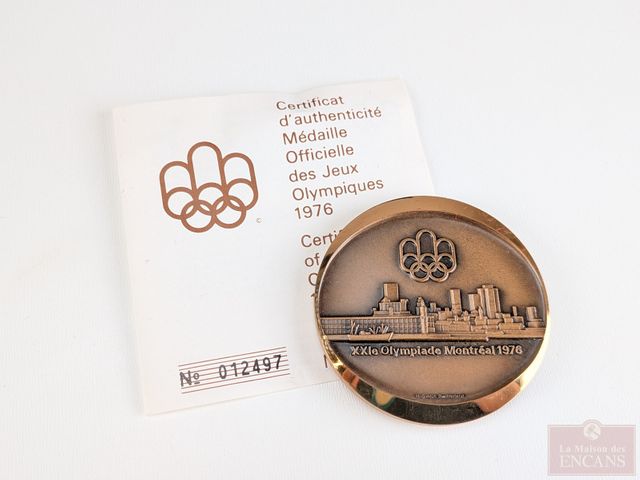 Certificat
d'authenticité
Médaille
Officielle
des Jeux
Olympiques
1976
©
Certi
of
Nº 012497
XXIe Olympiade Montréal 1976
La Maison des
ENCANS